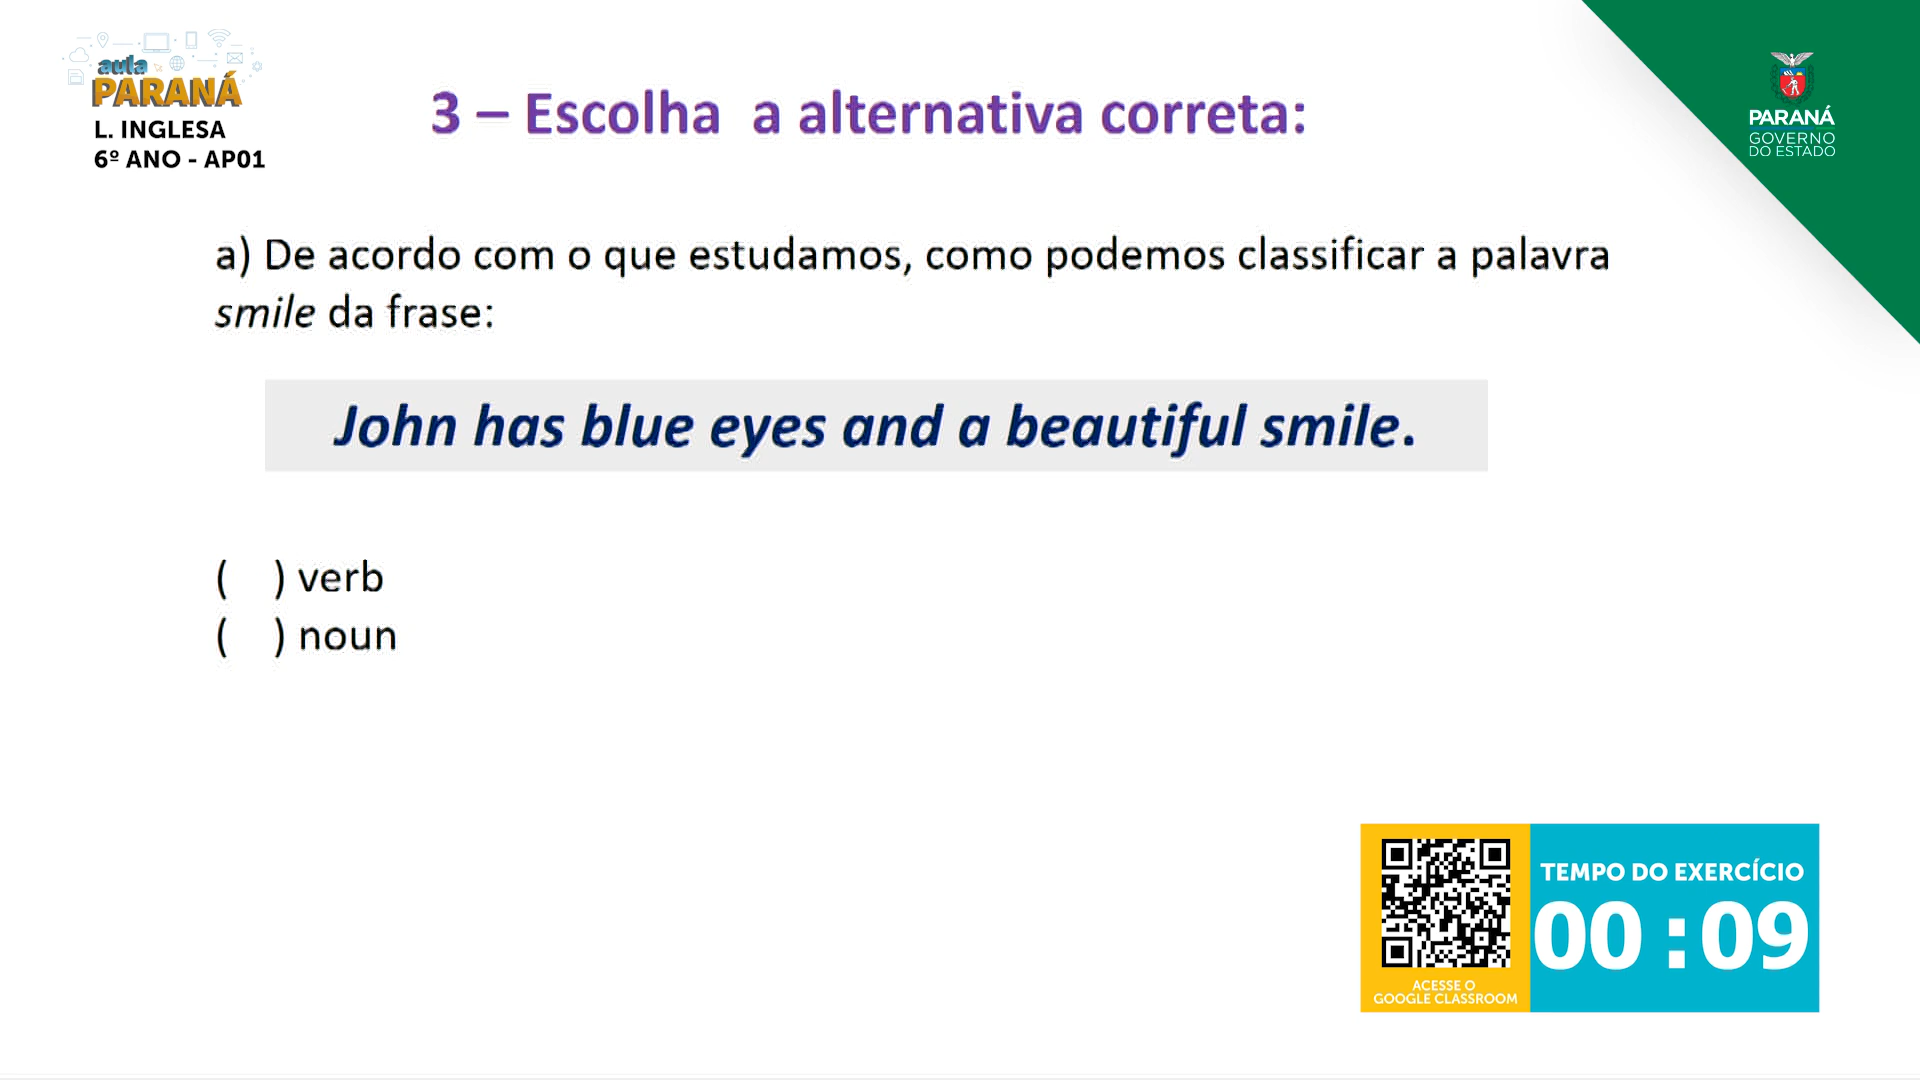 aula
PARANÁ
L. INGLESA
6º ANO - AP01
3 – Escolha a alternativa correta:
PARANÁ
GOVERNO
DO ESTADO
a) De acordo com o que estudamos, como podemos classificar a palavra
smile da frase:
John has blue eyes and a beautiful smile.
( ) verb
( ) noun
TEMPO DO EXERCÍCIO
00:09
ACESSE O
GOOGLE CLASSROOM